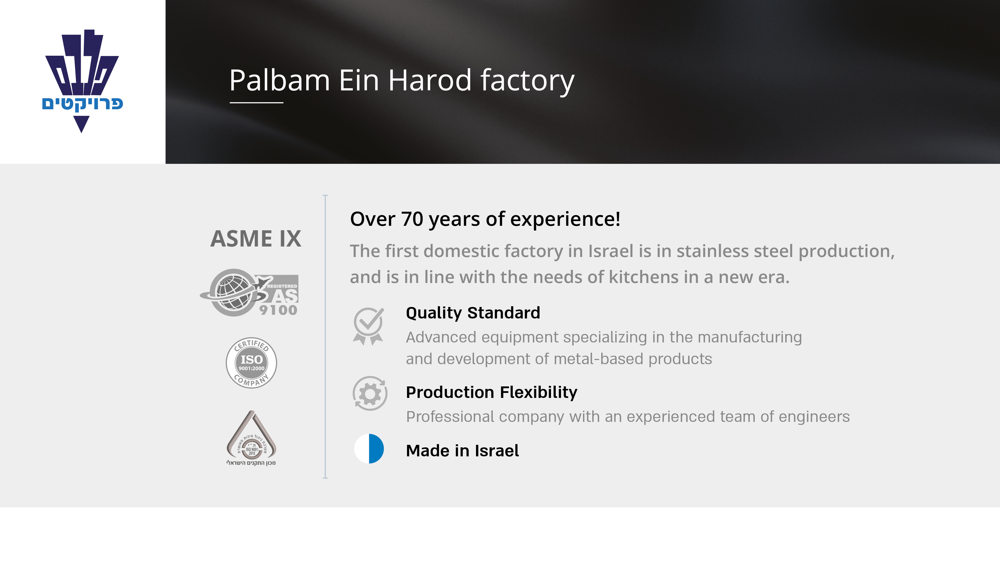 פלבם
פרויקטים
Palbam Ein Harod factory
ASME IX
REGISTERED
AS
9100
CERTIFIED
ISO
9001:2000
COMPANY
מערכת ניהול איכות מאושרת
ת"י
ISO 9001:
2015
מכון התקנים הישראלי
Over 70 years of experience!
The first domestic factory in Israel is in stainless steel production,
and is in line with the needs of kitchens in a new era.
Quality Standard
Advanced equipment specializing in the manufacturing
and development of metal-based products
Production Flexibility
Professional company with an experienced team of engineers
Made in Israel